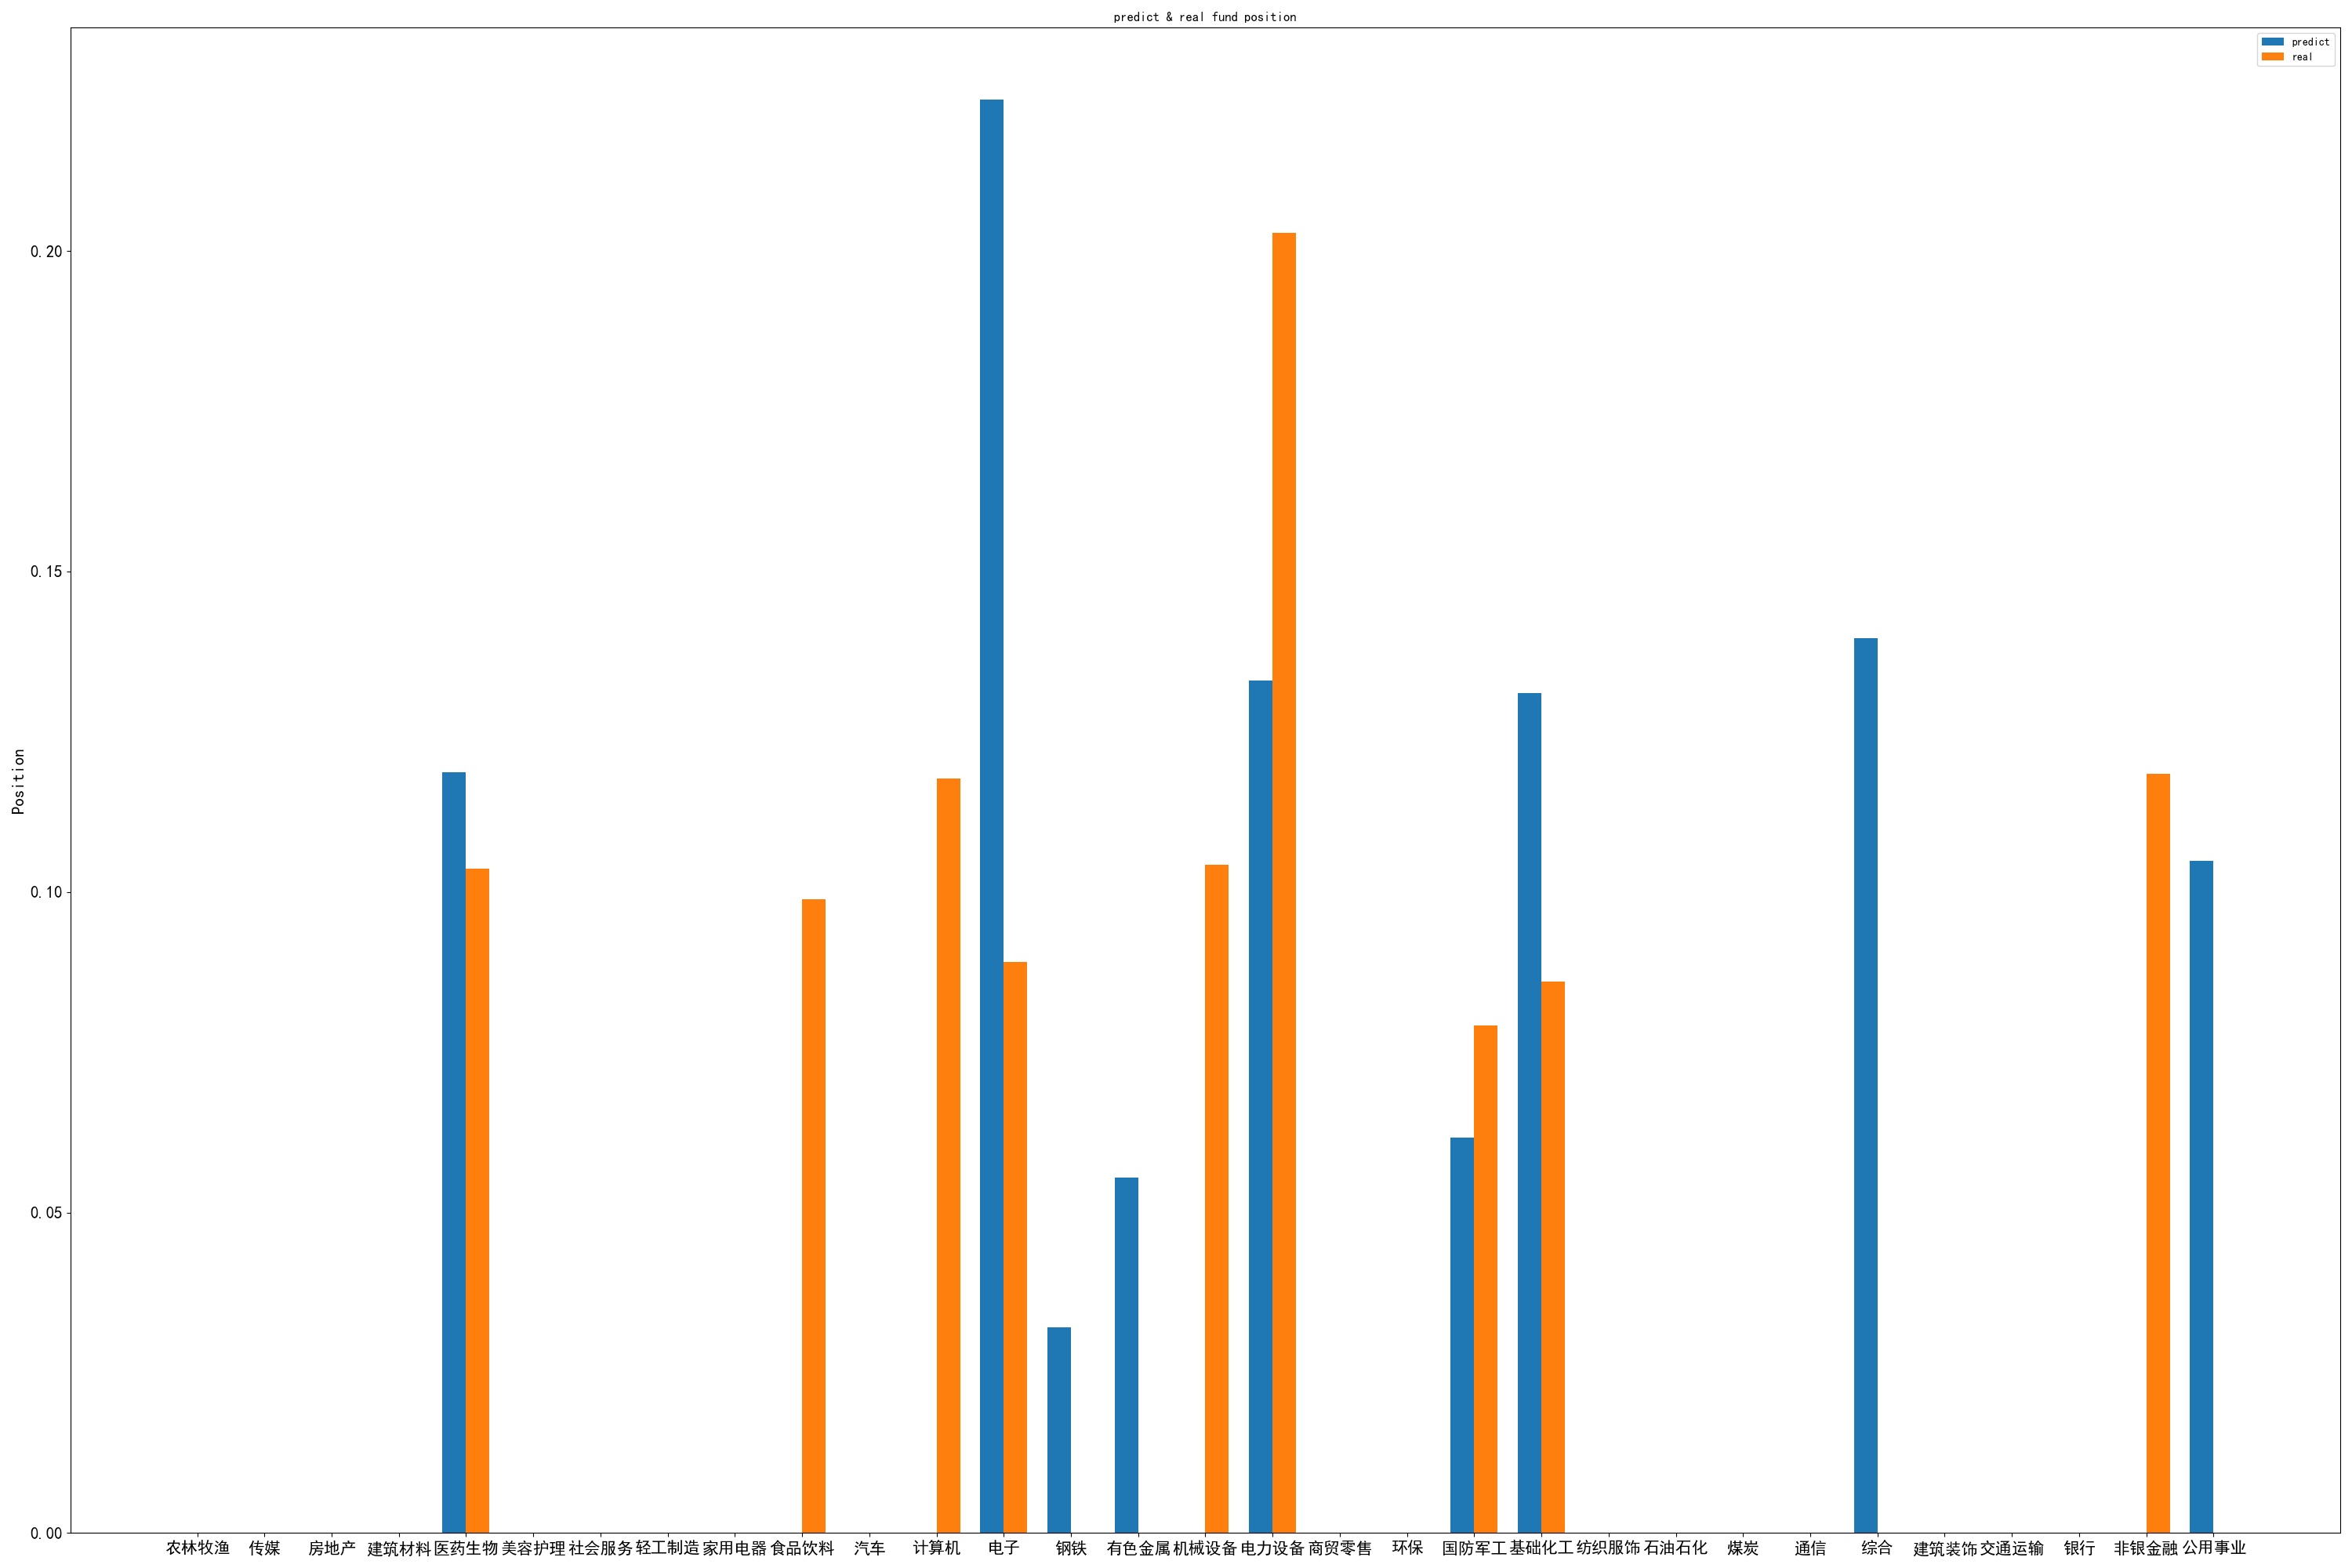 predict & real fund position
predict
real
0.20
0.15
0.10
0.05
0.00
Position
农林牧渔 传媒 房地产 建筑材料 医药生物 美容护理 社会服务 轻工制造 家用电器 食品饮料 汽车 计算机 电子 钢铁 有色金属 机械设备 电力设备 商贸零售 环保 国防军工 基础化工 纺织服饰 石油石化 煤炭 通信 综合 建筑装饰 交通运输 银行 非银金融 公用事业